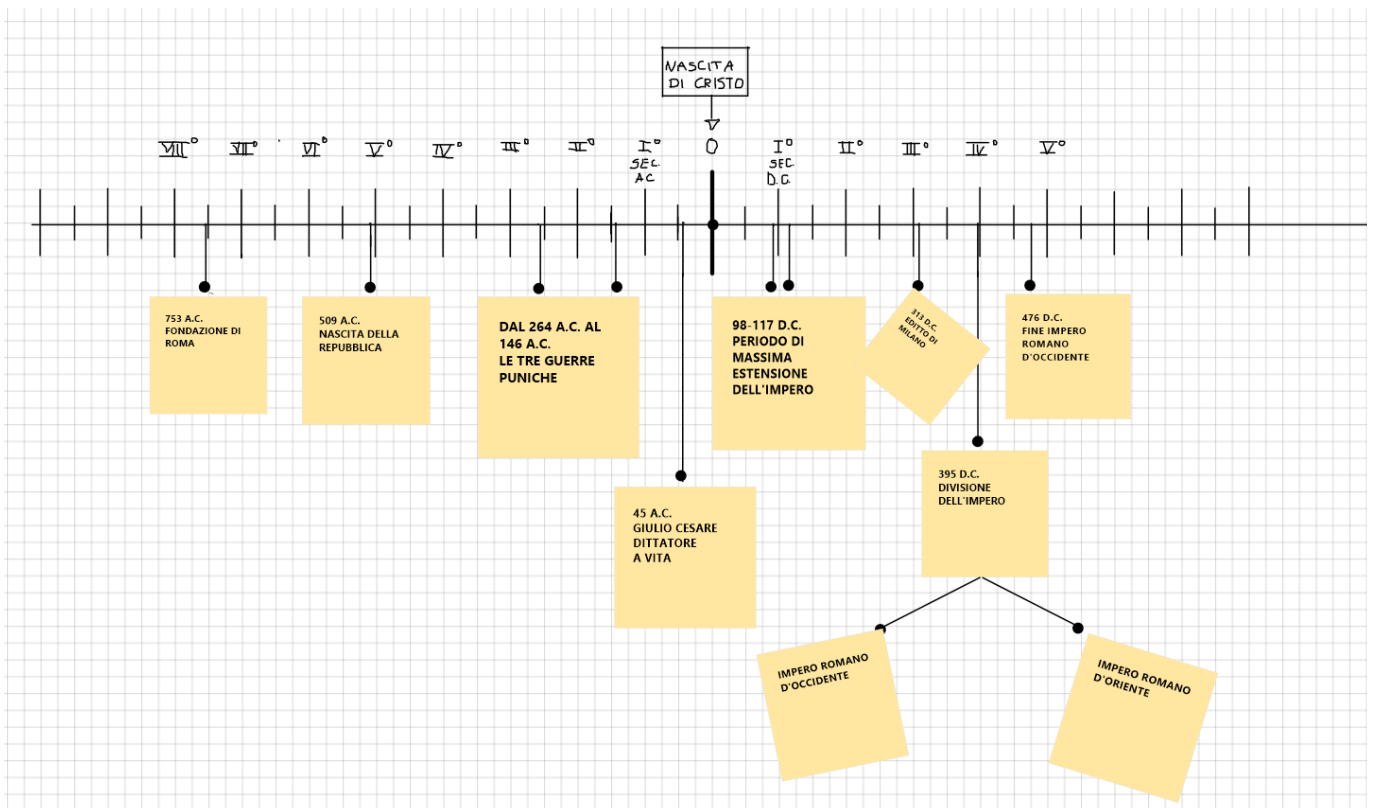 NASCITA
DI CRISTO
VIII° VII° VI° V° IV° III° II° I° 0 I° II° III° IV° V°
SEC. SEC
AC D.C.
753 A.C.
FONDAZIONE DI
ROMA
509 A.C.
NASCITA DELLA
REPUBBLICA
DAL 264 A.C. AL
146 A.C.
LE TRE GUERRE
PUNICHE
98-117 D.C.
PERIODO DI
MASSIMA
ESTENSIONE
DELL'IMPERO
313 D.C.
EDITTO DI
MILANO
476 D.C.
FINE IMPERO
ROMANO
D'OCCIDENTE
45 A.C.
GIULIO CESARE
DITTATORE
A VITA
395 D.C.
DIVISIONE
DELL'IMPERO
IMPERO ROMANO
D'OCCIDENTE
IMPERO ROMANO
D'ORIENTE